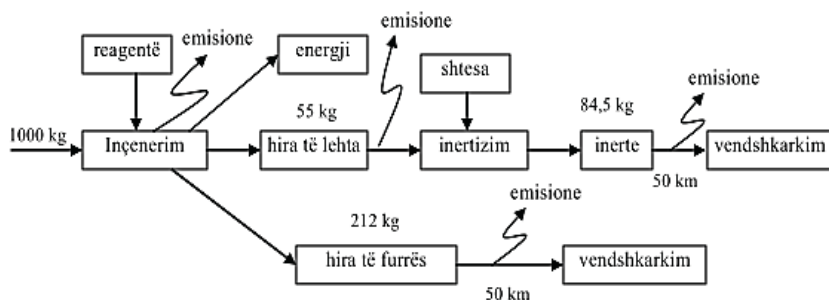 emisione
reagentë
energji
emisione
shtesa
emisione
1000 kg
Inçenerim
55 kg
hira të lehta
inertizim
84,5 kg
inerte
vendshkarkim
50 km
emisione
212 kg
hira të furrës
vendshkarkim
50 km